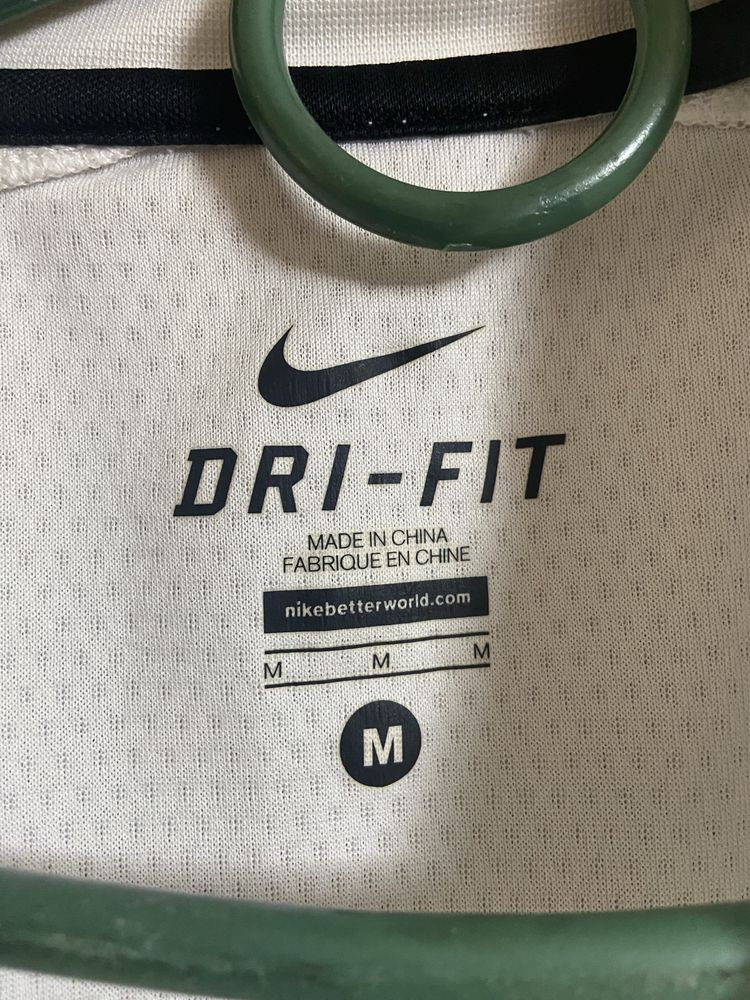 DRI-FIT
MADE IN CHINA
FABRIQUE EN CHINE
nikebetterworld.com
M M M
M